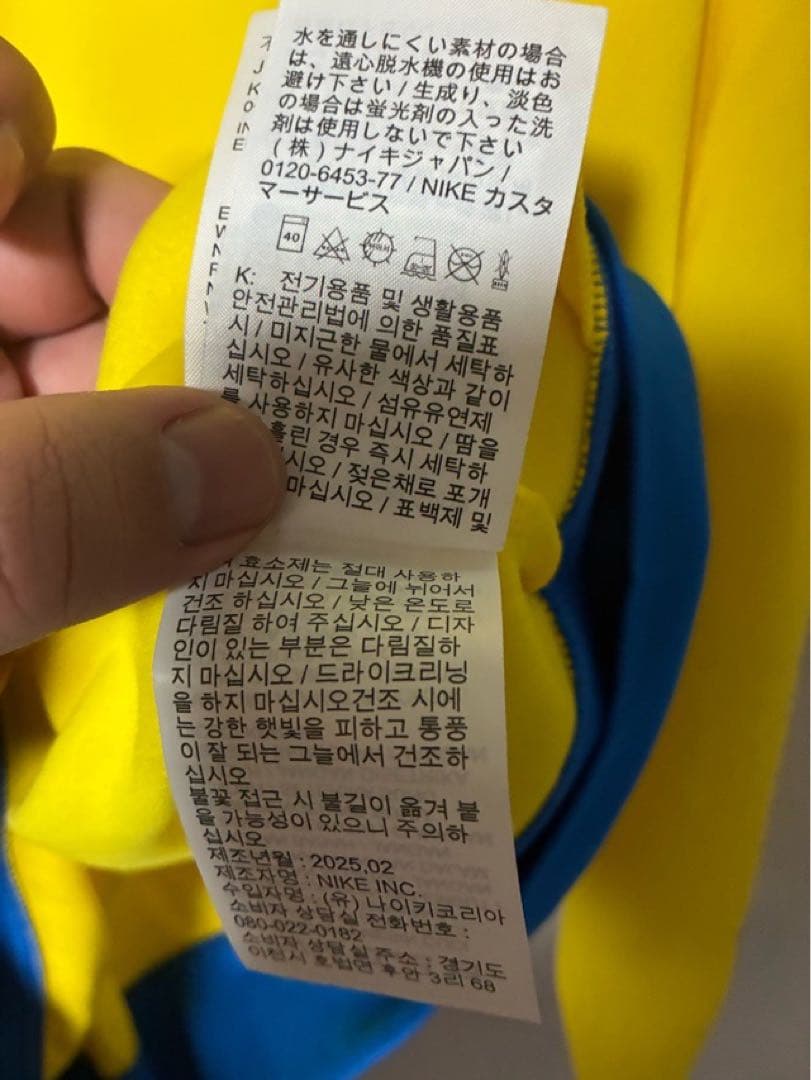 水を通しにくい素材の場合
は、遠心脱水機の使用はお
避け下さい / 生成り、淡色
の場合は蛍光剤の入った洗
剤は使用しないで下さい
(株) ナイキジャパン /
0120-6453-77 / NIKE カスタ
マーサービス
40
K: 전기용품 및 생활용품
안전관리법에 의한 품질표
시 / 미지근한 물에서 세탁하
십시오 / 유사한 색상과 같이
세탁하십시오 / 섬유유연제
를 사용하지 마십시오 / 땀을
흘린 경우 즉시 세탁하
시오 / 젖은채로 포개
마십시오 / 표백제 및
효소제는 절대 사용하
지 마십시오 / 그늘에 뉘어서
건조 하십시오 / 낮은 온도로
다림질 하여 주십시오 / 디자
인이 있는 부분은 다림질하
지 마십시오 / 드라이크리닝
을 하지 마십시오건조 시에
는 강한 햇빛을 피하고 통풍
이 잘 되는 그늘에서 건조하
십시오
불꽃 접근 시 불길이 옮겨 붙
을 가능성이 있으니 주의하
십시오
제조년월 : 2025.02
제조자명 : NIKE INC.
수입자명 : (유) 나이키코리아
소비자 상담실 전화번호 :
080-022-0182
소비자 상담실 주소 : 경기도
이천시 호법면 후안 3리 68